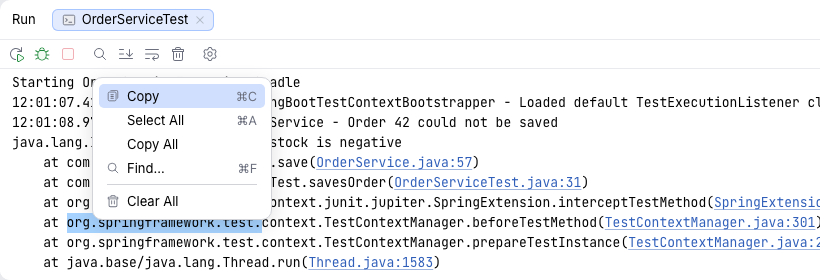 Run OrderServiceTest
Starting Or adle
12:01:07.4 ngBootTestContextBootstrapper - Loaded default TestExecutionListener cl
12:01:08.9 Service - Order 42 could not be saved
java.lang. stock is negative
at com .save(OrderService.java:57)
at com Test.savesOrder(OrderServiceTest.java:31)
at org context.junit.jupiter.SpringExtension.interceptTestMethod(SpringExtensio
at org.springframework.test.context.TestContextManager.beforeTestMethod(TestContextManager.java:301)
at org.springframework.test.context.TestContextManager.prepareTestInstance(TestContextManager.java:2
at java.base/java.lang.Thread.run(Thread.java:1583)
Copy ⌘C
Select All ⌘A
Copy All
Find... ⌘F
Clear All